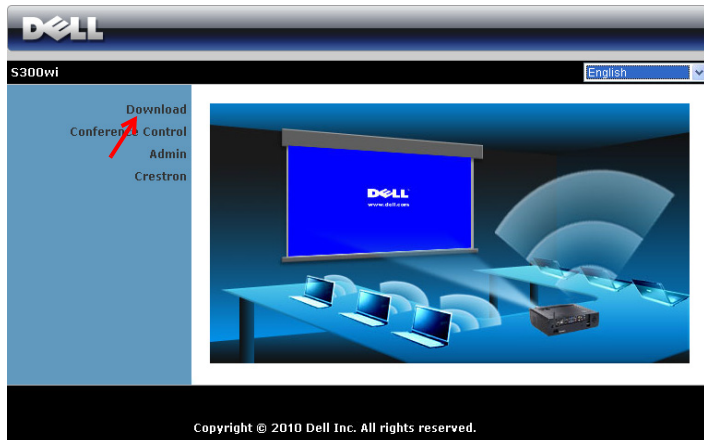 DELL
S300wi
English
Download
Conference Control
Admin
Crestron
DELL
www.dell.com
Copyright © 2010 Dell Inc. All rights reserved.